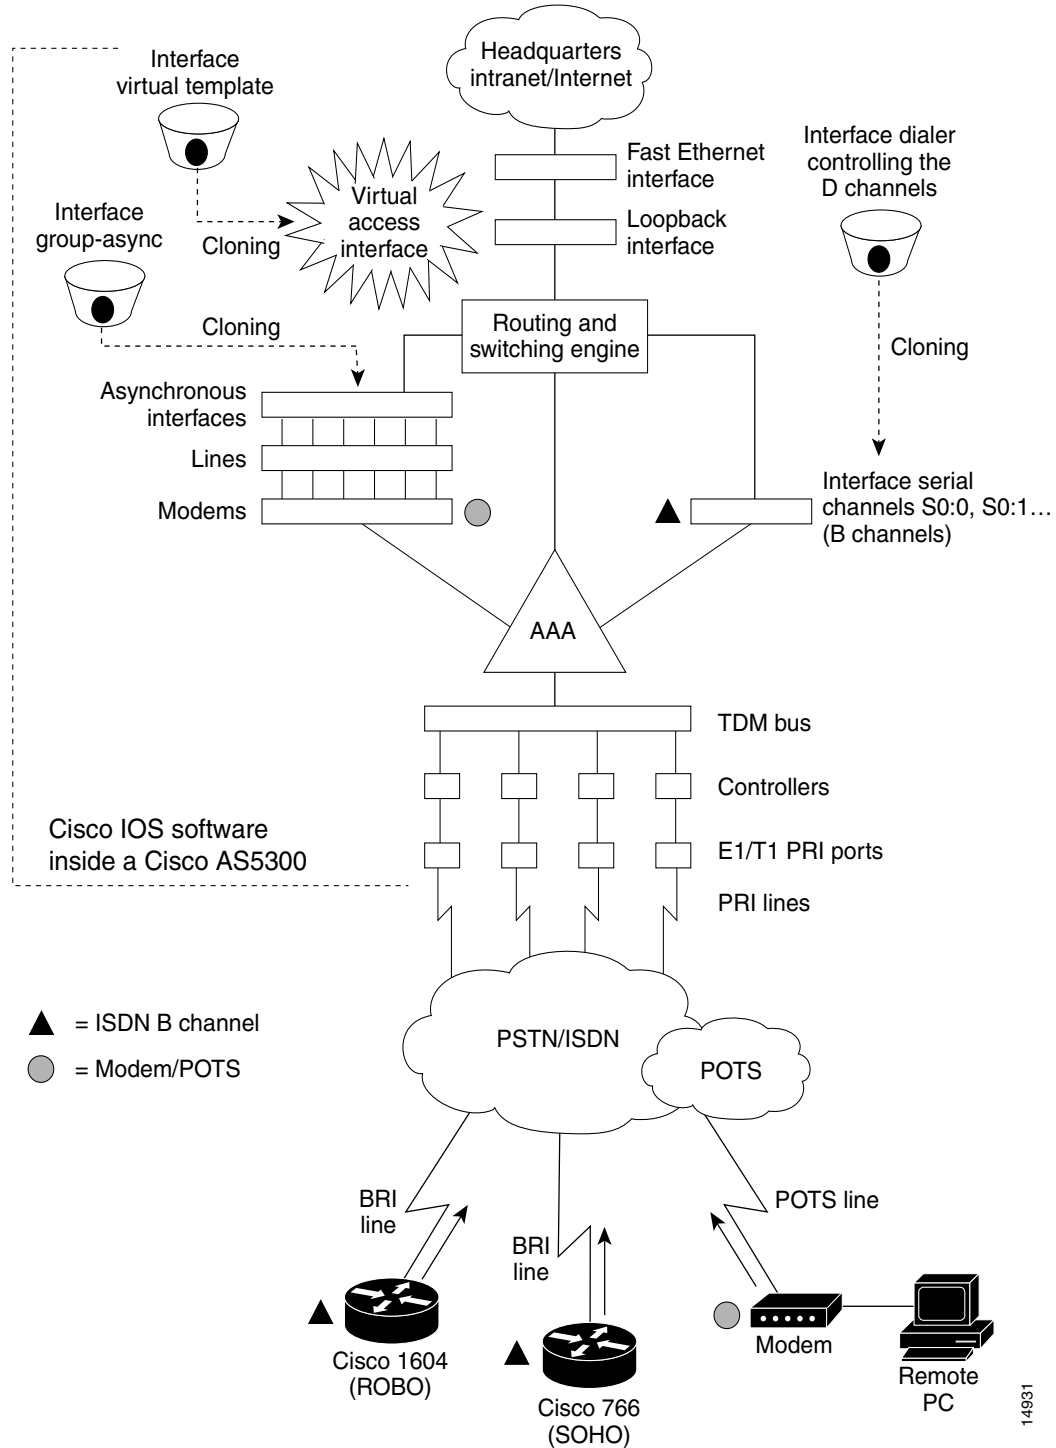 Headquarters
intranet/Internet
Interface
virtual template
Fast Ethernet
interface
Interface dialer
controlling the
D channels
Virtual
access
interface
Interface
group-async
Cloning
Loopback
interface
Cloning
Routing and
switching engine
Cloning
Asynchronous
interfaces
Lines
Modems
Interface serial
channels S0:0, S0:1...
(B channels)
AAA
TDM bus
Controllers
Cisco IOS software
inside a Cisco AS5300
E1/T1 PRI ports
PRI lines
= ISDN B channel
= Modem/POTS
PSTN/ISDN
POTS
BRI
line
BRI
line
POTS line
Modem
Cisco 1604
(ROBO)
Cisco 766
(SOHO)
Remote
PC
14931